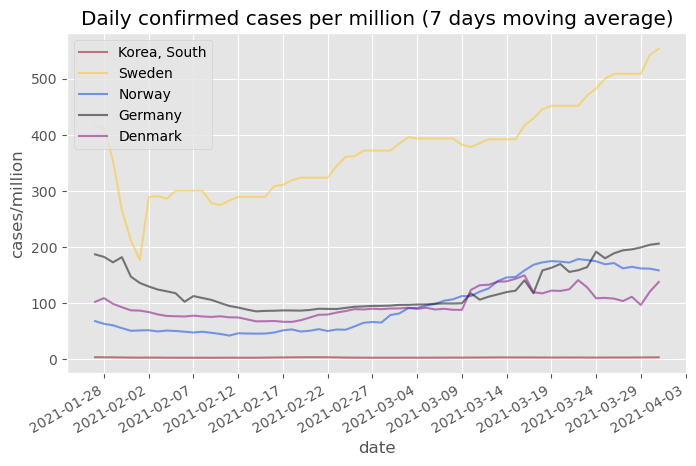 Daily confirmed cases per million (7 days moving average)
Korea, South
Sweden
Norway
Germany
Denmark
cases/million
500
400
300
200
100
0
2021-01-28
2021-02-02
2021-02-07
2021-02-12
2021-02-17
2021-02-22
2021-02-27
2021-03-04
2021-03-09
2021-03-14
2021-03-19
2021-03-24
2021-03-29
2021-04-03
date